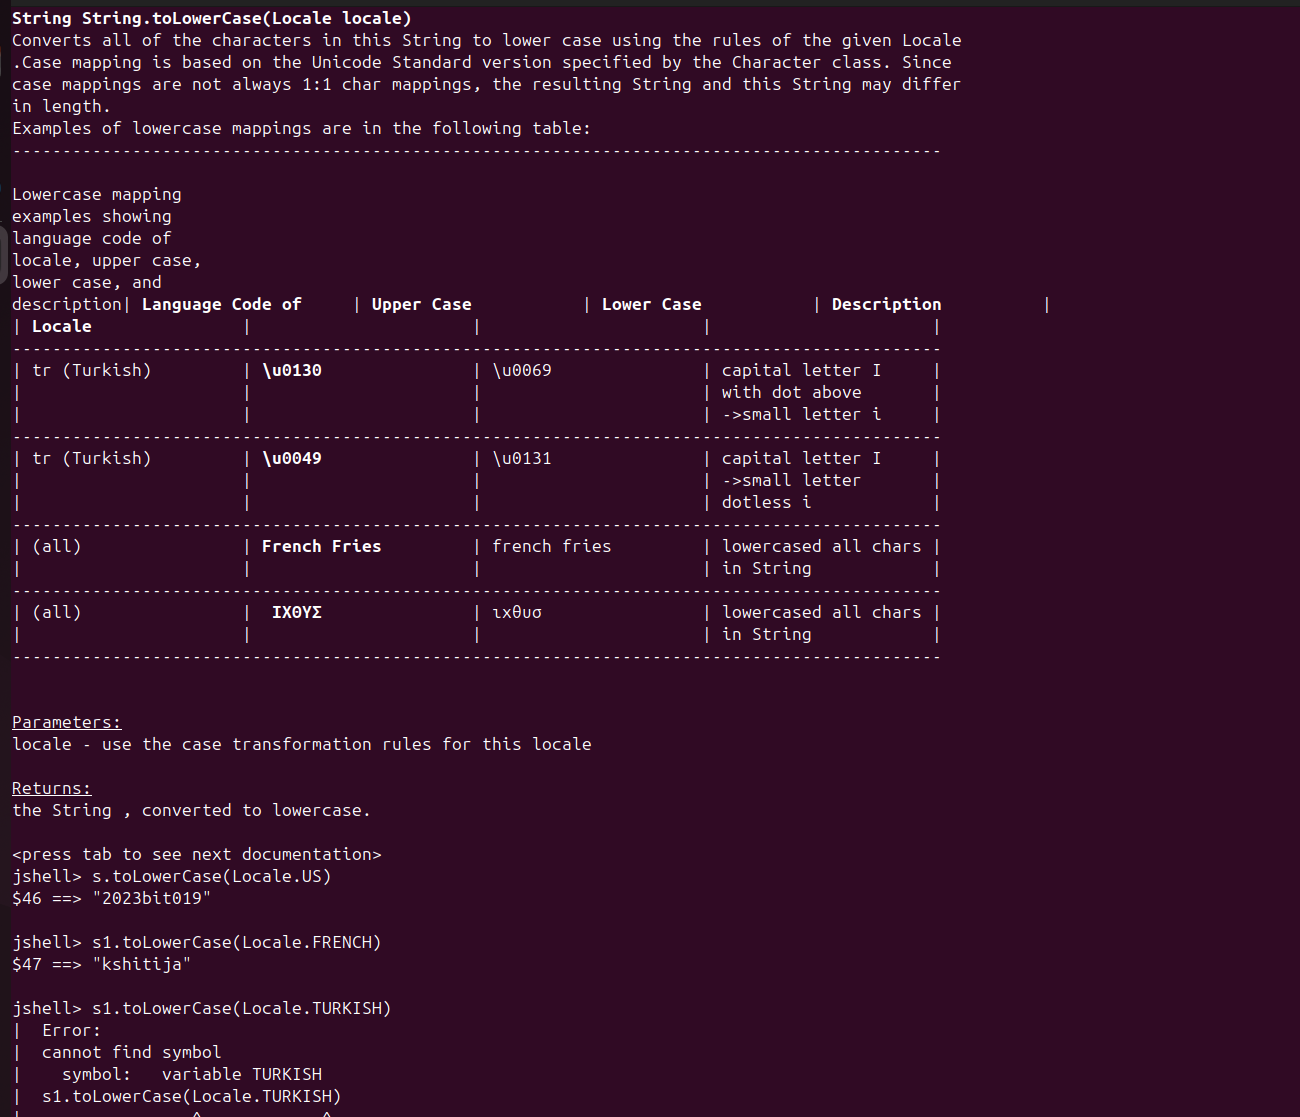 String String.toLowerCase(Locale locale)
Converts all of the characters in this String to lower case using the rules of the given Locale
.Case mapping is based on the Unicode Standard version specified by the Character class. Since
case mappings are not always 1:1 char mappings, the resulting String and this String may differ
in length.
Examples of lowercase mappings are in the following table:
---------------------------------------------------------------------------------------------
Lowercase mapping
examples showing
language code of
locale, upper case,
lower case, and
description| Language Code of     | Upper Case           | Lower Case           | Description          |
| Locale               |                      |                      |                      |
---------------------------------------------------------------------------------------------
| tr (Turkish)         | \u0130               | \u0069               | capital letter I     |
|                      |                      |                      | with dot above       |
|                      |                      |                      | ->small letter i     |
---------------------------------------------------------------------------------------------
| tr (Turkish)         | \u0049               | \u0131               | capital letter I     |
|                      |                      |                      | ->small letter       |
|                      |                      |                      | dotless i            |
---------------------------------------------------------------------------------------------
| (all)                | French Fries         | french fries         | lowercased all chars |
|                      |                      |                      | in String            |
---------------------------------------------------------------------------------------------
| (all)                |  ΙΧΘΥΣ               | ιχθυσ                | lowercased all chars |
|                      |                      |                      | in String            |
---------------------------------------------------------------------------------------------
Parameters:
locale - use the case transformation rules for this locale
Returns:
the String , converted to lowercase.
<press tab to see next documentation>
jshell> s.toLowerCase(Locale.US)
$46 ==> "2023bit019"
jshell> s1.toLowerCase(Locale.FRENCH)
$47 ==> "kshitija"
jshell> s1.toLowerCase(Locale.TURKISH)
|  Error:
|  cannot find symbol
|    symbol:   variable TURKISH
|  s1.toLowerCase(Locale.TURKISH)
|                 ^            ^